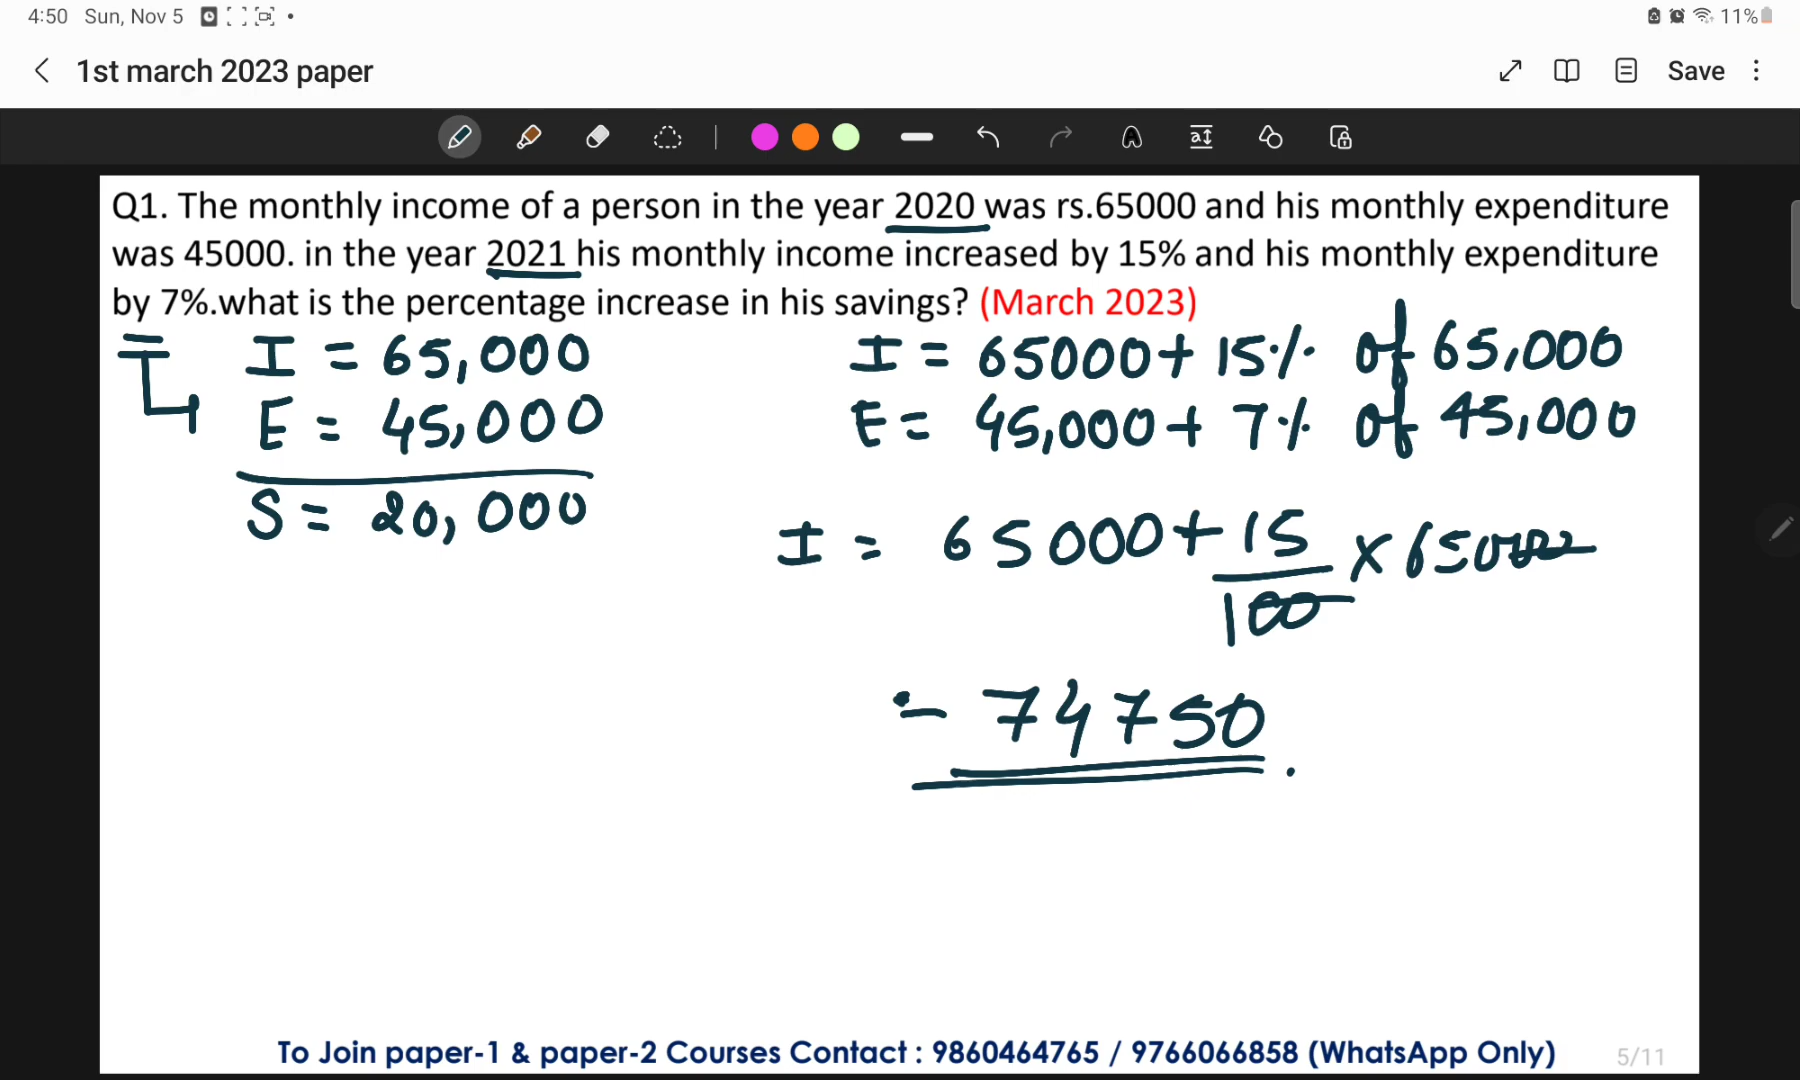 4:50 Sun, Nov 5
11%
1st march 2023 paper
Save
Q1. The monthly income of a person in the year 2020 was rs.65000 and his monthly expenditure
was 45000. in the year 2021 his monthly income increased by 15% and his monthly expenditure
by 7%.what is the percentage increase in his savings? (March 2023)
I = 65,000
E = 45,000
S = 20,000
I = 65000+ 15% of 65,000
E = 45,000+ 7% of 45,000
I = 65000+ 15/100 × 65000
= 74750
To Join paper-1 & paper-2 Courses Contact : 9860464765 / 9766066858 (WhatsApp Only)
5/11